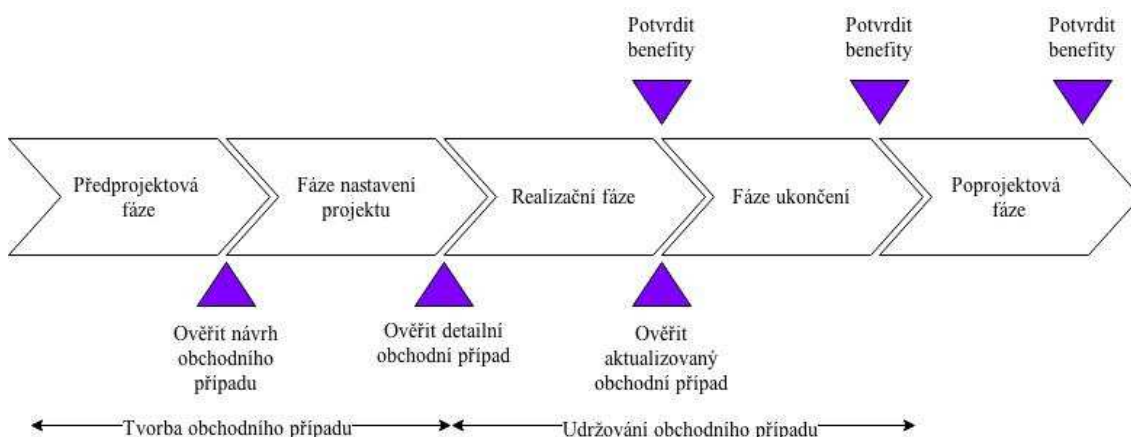 Potvrdit
benefity
Potvrdit
benefity
Potvrdit
benefity
Předprojektová
fáze
Fáze nastavení
projektu
Realizační fáze
Fáze ukončení
Poprojektová
fáze
Ověřit návrh
obchodního
případu
Ověřit detailní
obchodní případ
Ověřit
aktualizovaný
obchodní případ
Tvorba obchodního případu
Udržování obchodního případu